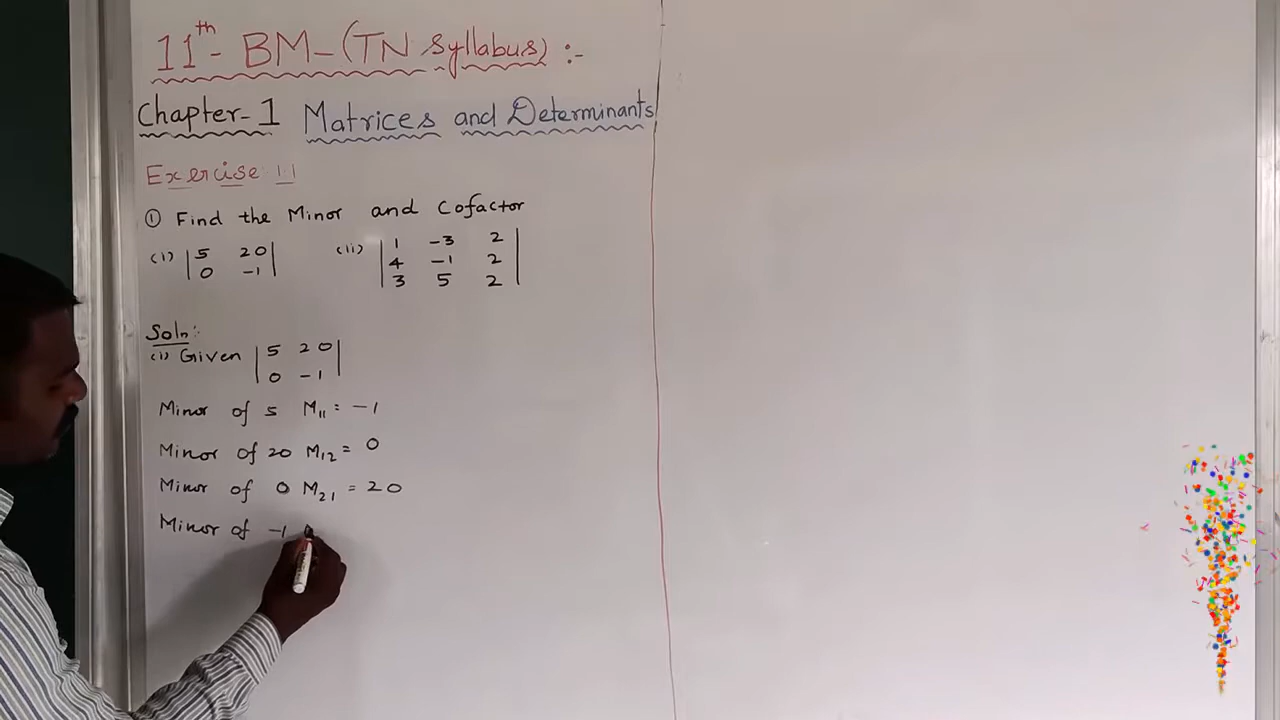 11th- BM-(TN Syllabus) :-
Chapter-1 Matrices and Determinants
Exercise 1.1
① Find the Minor and Cofactor
(i) | 5 20 | (ii) | 1 -3 2 |
| 0 -1 | | 4 -1 2 |
| 3 5 2 |
Soln:
(i) Given | 5 20 |
| 0 -1 |
Minor of 5 M11 = -1
Minor of 20 M12 = 0
Minor of 0 M21 = 20
Minor of -1